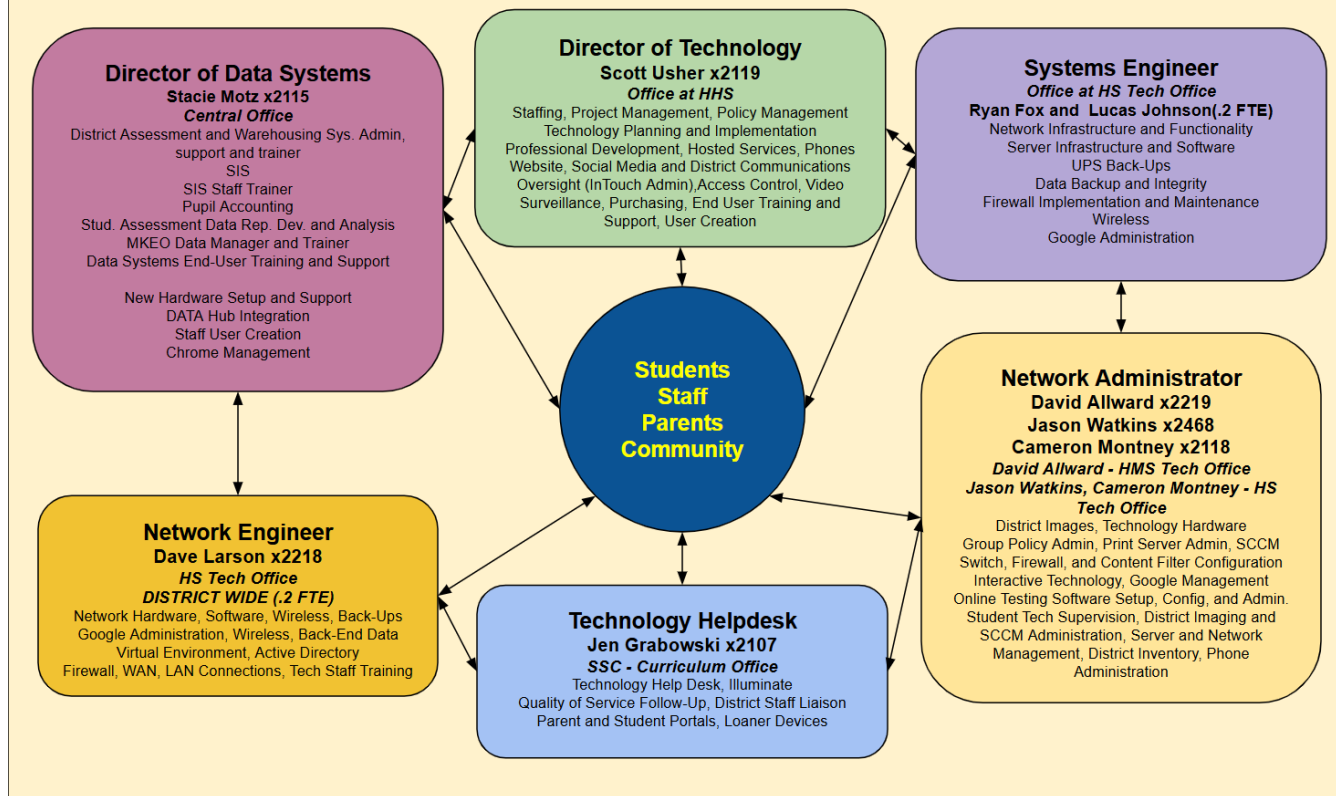 Director of Data Systems
Stacie Motz x2115
Central Office
District Assessment and Warehousing Sys. Admin,
support and trainer
SIS
SIS Staff Trainer
Pupil Accounting
Stud. Assessment Data Rep. Dev. and Analysis
MKEO Data Manager and Trainer
Data Systems End-User Training and Support
New Hardware Setup and Support
DATA Hub Integration
Staff User Creation
Chrome Management
Director of Technology
Scott Usher x2119
Office at HHS
Staffing, Project Management, Policy Management
Technology Planning and Implementation
Professional Development, Hosted Services, Phones
Website, Social Media and District Communications
Oversight (InTouch Admin),Access Control, Video
Surveillance, Purchasing, End User Training and
Support, User Creation
Systems Engineer
Office at HS Tech Office
Ryan Fox and Lucas Johnson(.2 FTE)
Network Infrastructure and Functionality
Server Infrastructure and Software
UPS Back-Ups
Data Backup and Integrity
Firewall Implementation and Maintenance
Wireless
Google Administration
Students
Staff
Parents
Community
Network Administrator
David Allward x2219
Jason Watkins x2468
Cameron Montney x2118
David Allward - HMS Tech Office
Jason Watkins, Cameron Montney - HS
Tech Office
District Images, Technology Hardware
Group Policy Admin, Print Server Admin, SCCM
Switch, Firewall, and Content Filter Configuration
Interactive Technology, Google Management
Online Testing Software Setup, Config, and Admin.
Student Tech Supervision, District Imaging and
SCCM Administration, Server and Network
Management, District Inventory, Phone
Administration
Network Engineer
Dave Larson x2218
HS Tech Office
DISTRICT WIDE (.2 FTE)
Network Hardware, Software, Wireless, Back-Ups
Google Administration, Wireless, Back-End Data
Virtual Environment, Active Directory
Firewall, WAN, LAN Connections, Tech Staff Training
Technology Helpdesk
Jen Grabowski x2107
SSC - Curriculum Office
Technology Help Desk, Illuminate
Quality of Service Follow-Up, District Staff Liaison
Parent and Student Portals, Loaner Devices